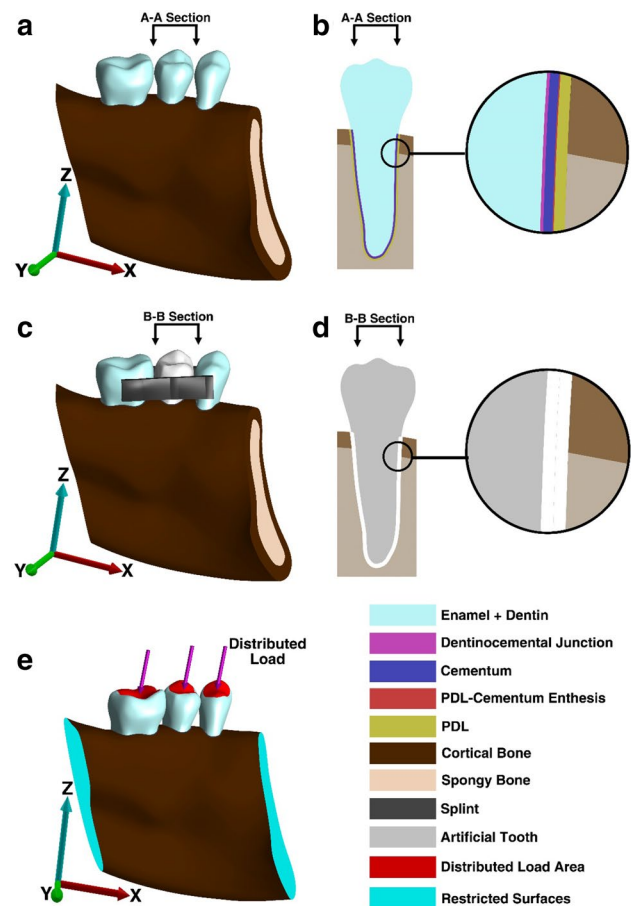 a
A-A Section
Z
Y
X
b
A-A Section
c
B-B Section
Z
Y
X
d
B-B Section
e
Distributed
Load
Z
Y
X
Enamel + Dentin
Dentinocemental Junction
Cementum
PDL-Cementum Enthesis
PDL
Cortical Bone
Spongy Bone
Splint
Artificial Tooth
Distributed Load Area
Restricted Surfaces